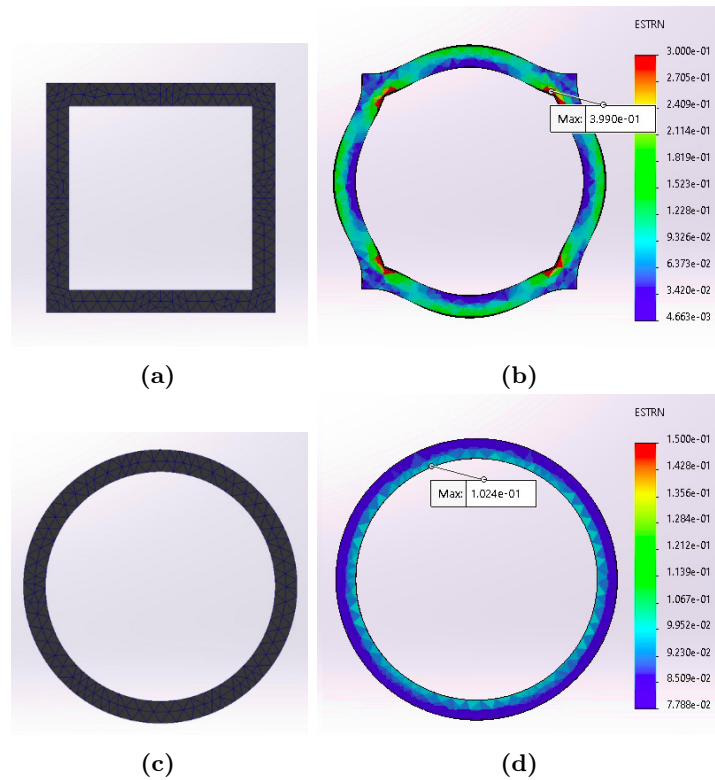 ESTRN
3.000e-01
2.705e-01
2.409e-01
2.114e-01
1.819e-01
1.523e-01
1.228e-01
9.326e-02
6.373e-02
3.420e-02
4.663e-03
Max: 3.990e-01
(a)
(b)
ESTRN
1.500e-01
1.428e-01
1.356e-01
1.284e-01
1.212e-01
1.139e-01
1.067e-01
9.952e-02
9.230e-02
8.509e-02
7.788e-02
Max: 1.024e-01
(c)
(d)